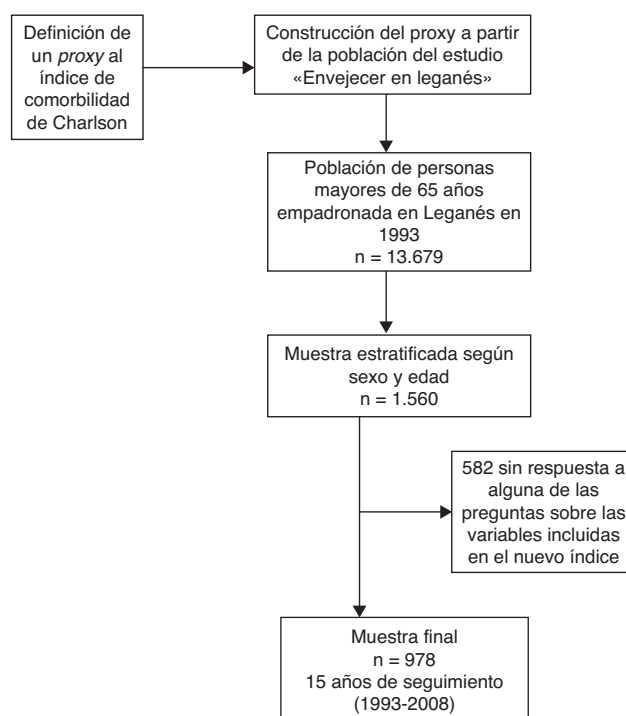 Definición de
un proxy al
índice de
comorbilidad
de Charlson
Construcción del proxy a partir
de la población del estudio
«Envejecer en leganés»
Población de personas
mayores de 65 años
empadronada en Leganés en
1993
n = 13.679
Muestra estratificada según
sexo y edad
n = 1.560
582 sin respuesta a
alguna de las
preguntas sobre las
variables incluidas
en el nuevo índice
Muestra final
n = 978
15 años de seguimiento
(1993-2008)